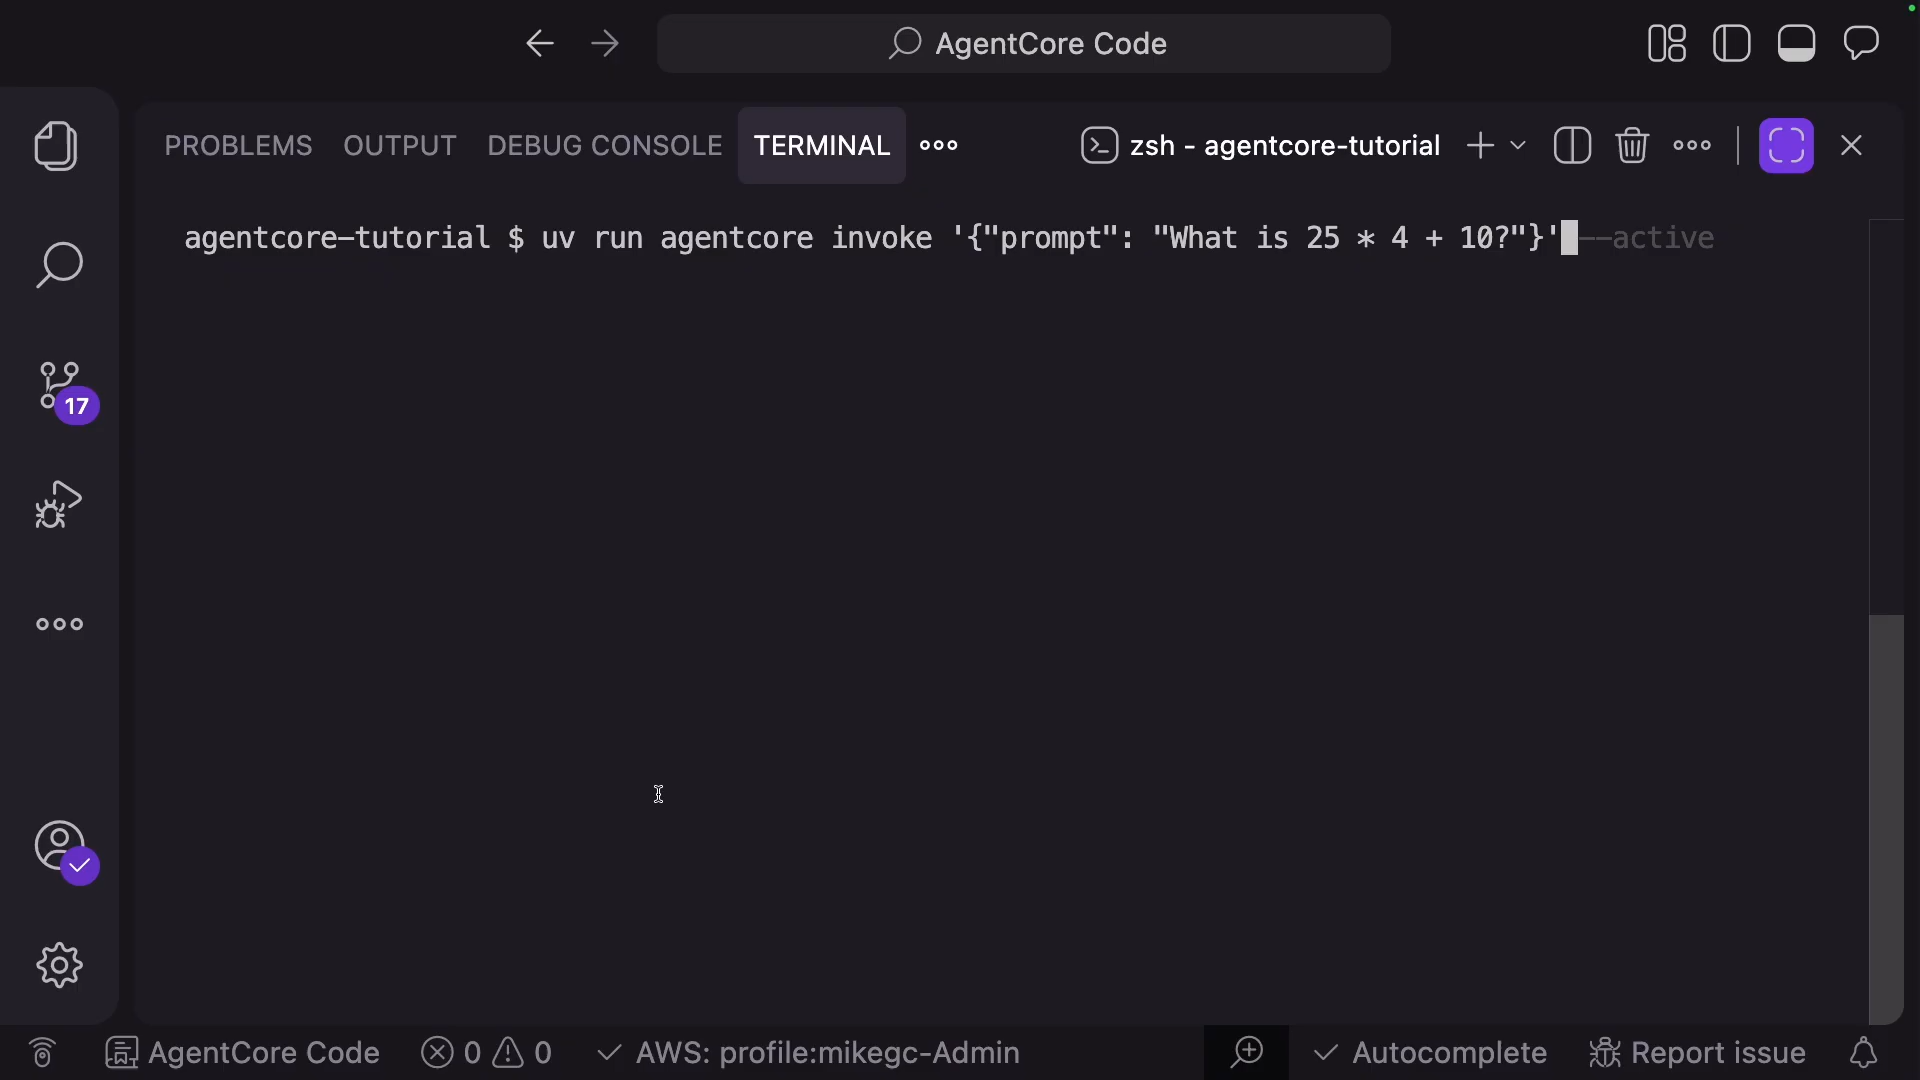 AgentCore Code
PROBLEMS OUTPUT DEBUG CONSOLE TERMINAL zsh - agentcore-tutorial
agentcore-tutorial $ uv run agentcore invoke '{"prompt": "What is 25 * 4 + 10?"}' --active
17
AgentCore Code 0 0 AWS: profile:mikegc-Admin Autocomplete Report issue